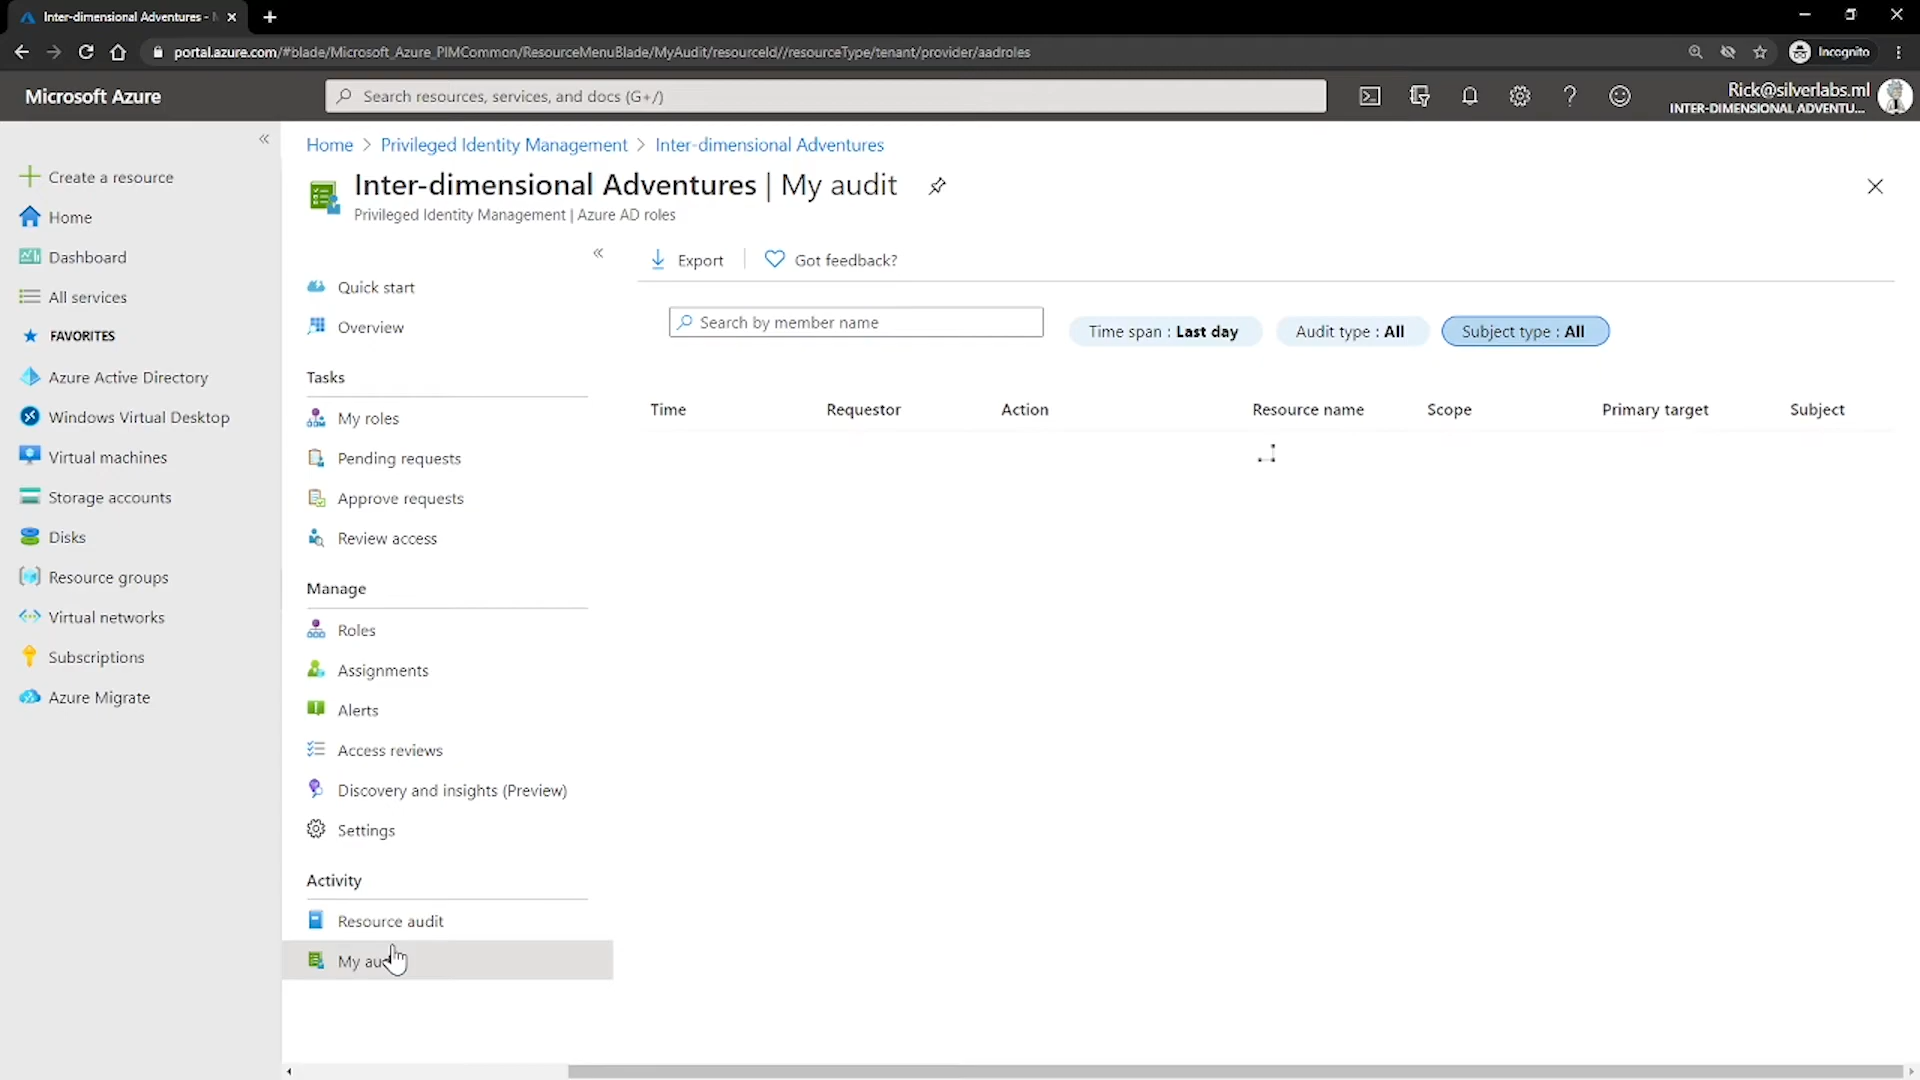 Inter-dimensional Adventures -
portal.azure.com/#blade/Microsoft_Azure_PIMCommon/ResourceMenuBlade/MyAudit/resourceId//resourceType/tenant/provider/aadroles
Incognito
Microsoft Azure
Search resources, services, and docs (G+/)
Rick@silverlabs.ml
INTER-DIMENSIONAL ADVENTU...
Create a resource
Home
Dashboard
All services
FAVORITES
Azure Active Directory
Windows Virtual Desktop
Virtual machines
Storage accounts
Disks
Resource groups
Virtual networks
Subscriptions
Azure Migrate
Home > Privileged Identity Management > Inter-dimensional Adventures
Inter-dimensional Adventures | My audit
Privileged Identity Management | Azure AD roles
Quick start
Overview
Tasks
My roles
Pending requests
Approve requests
Review access
Manage
Roles
Assignments
Alerts
Access reviews
Discovery and insights (Preview)
Settings
Activity
Resource audit
My au
Export
Got feedback?
Search by member name
Time span : Last day
Audit type : All
Subject type : All
Time
Requestor
Action
Resource name
Scope
Primary target
Subject